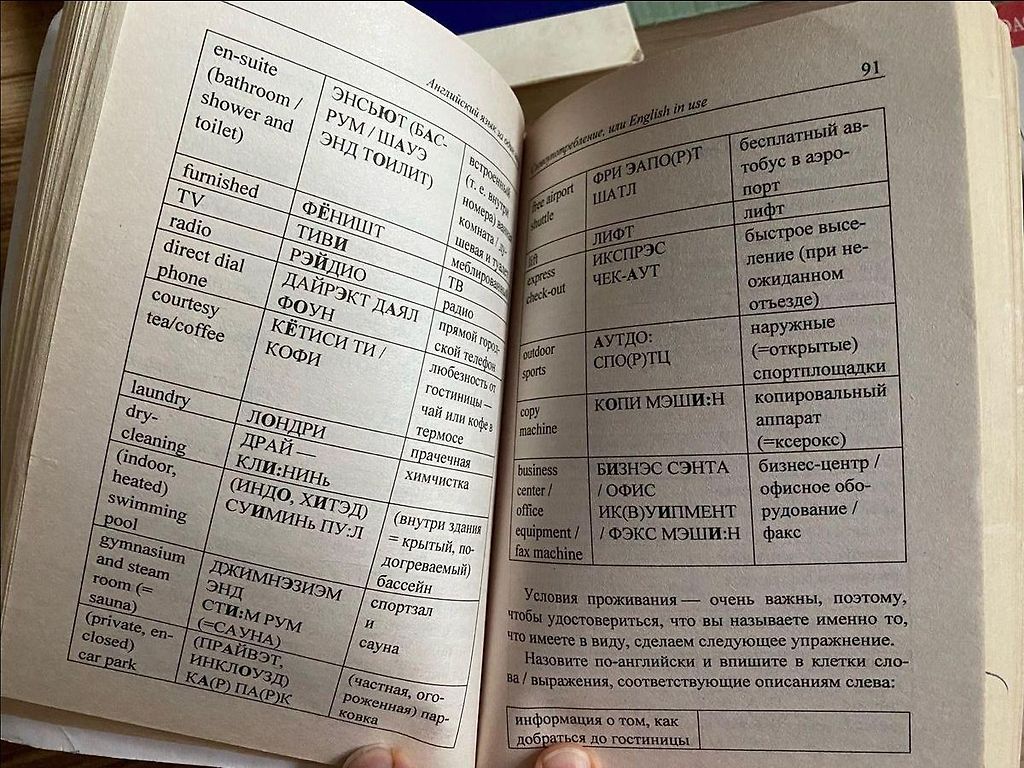 Английский язык за
en-suite
(bathroom /
shower and
toilet)
ЭНСЬЮТ (БАС-
РУМ / ШАУЭ
ЭНД ТОИЛИТ)
встроенный
(т. е. внутри
номера) ванная
комната / ду-
шевая и туалет
furnished
ФЁНИШТ
меблированный
TV
ТИВИ
ТВ
radio
РЭЙДИО
радио
direct dial
phone
ДАЙРЭКТ ДАЯЛ
ФОУН
прямой город-
ской телефон
courtesy
tea/coffee
КЁТИСИ ТИ /
КОФИ
любезность от
гостиницы —
чай или кофе в
термосе
laundry
ЛОНДРИ
прачечная
dry-
cleaning
ДРАЙ —
КЛИ:НИНЬ
химчистка
(indoor,
heated)
swimming
pool
(ИНДО, ХИТЭД)
СУИМИНЬ ПУ:Л
(внутри здания
= крытый, по-
догреваемый)
бассейн
gymnasium
and steam
room (=
sauna)
ДЖИМНЭЗИЭМ
ЭНД
СТИ:М РУМ
(=САУНА)
спортзал
и
сауна
(private, en-
closed)
car park
(ПРАЙВЭТ,
ИНКЛОУЗД)
КА(Р) ПА(Р)К
(частная, ого-
роженная) пар-
ковка
91
Словоупотребление, или English in use
free airport
shuttle
ФРИ ЭАПО(Р)Т
ШАТЛ
бесплатный ав-
тобус в аэро-
порт
lift
ЛИФТ
лифт
express
check-out
ИКСПРЭС
ЧЕК-АУТ
быстрое высе-
ление (при не-
ожиданном
отъезде)
outdoor
sports
АУТДО:
СПО(Р)ТЦ
наружные
(=открытые)
спортплощадки
copy
machine
КОПИ МЭШИ:Н
копировальный
аппарат
(=ксерокс)
business
center /
office
equipment /
fax machine
БИЗНЭС СЭНТА
/ ОФИС
ИК(В)УИПМЕНТ
/ ФЭКС МЭШИ:Н
бизнес-центр /
офисное обо-
рудование /
факс
Условия проживания — очень важны, поэтому,
чтобы удостовериться, что вы называете именно то,
что имеете в виду, сделаем следующее упражнение.
Назовите по-английски и впишите в клетки сло-
ва / выражения, соответствующие описаниям слева:
информация о том, как
добраться до гостиницы